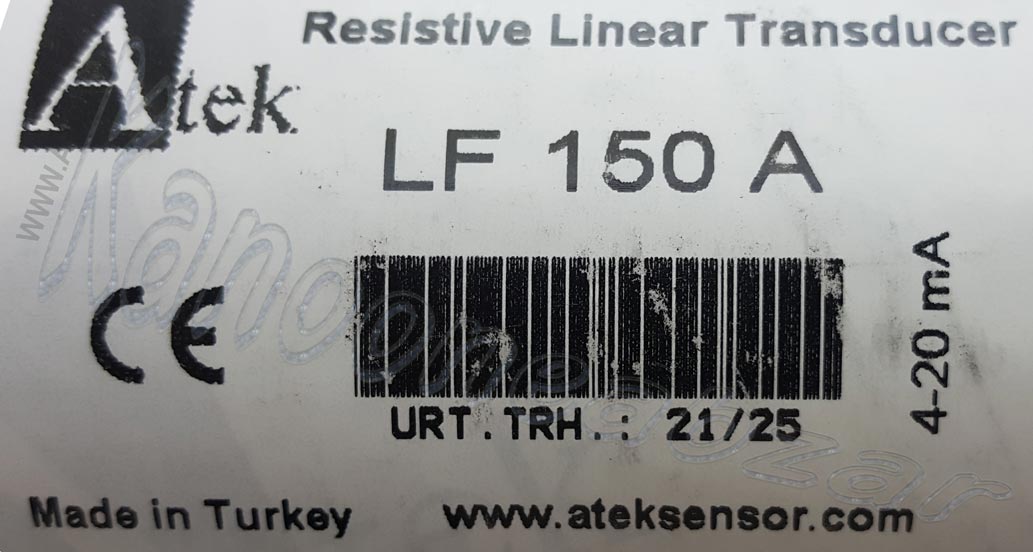 Atek
Resistive Linear Transducer
LF 150 A
CE
4-20 mA
URT.TRH.: 21/25
Made in Turkey
www.ateksensor.com